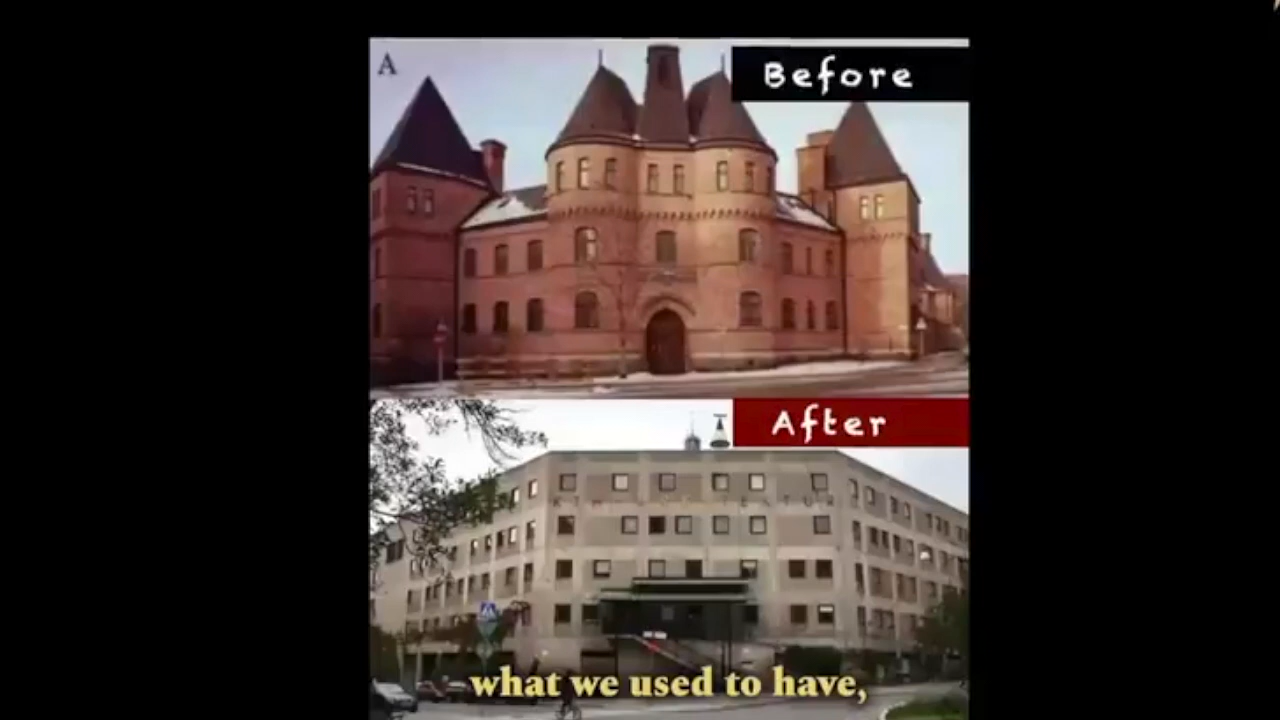 A
Before
After
what we used to have,